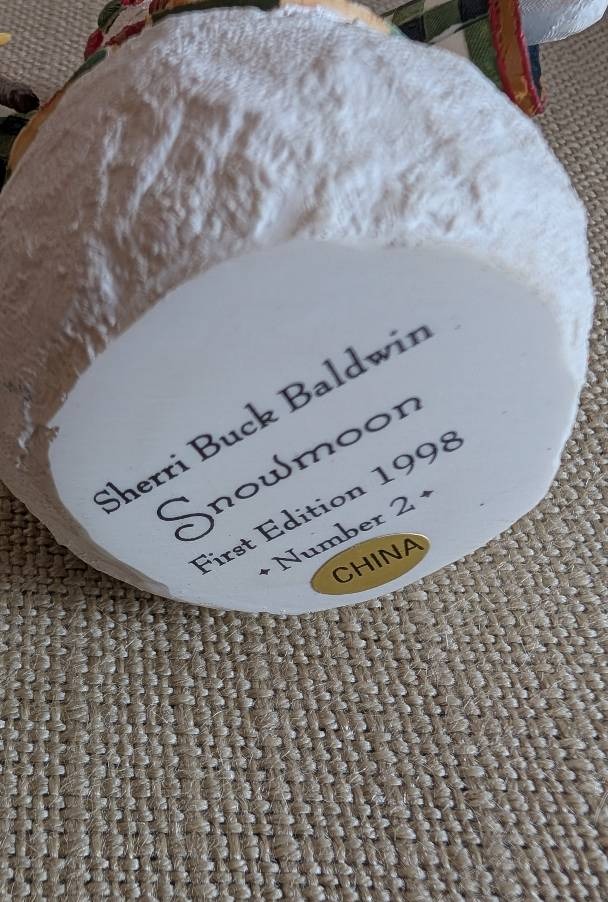 Sherri Buck Baldwin
Snowmoon
First Edition 1998
✦ Number 2 ✦
CHINA